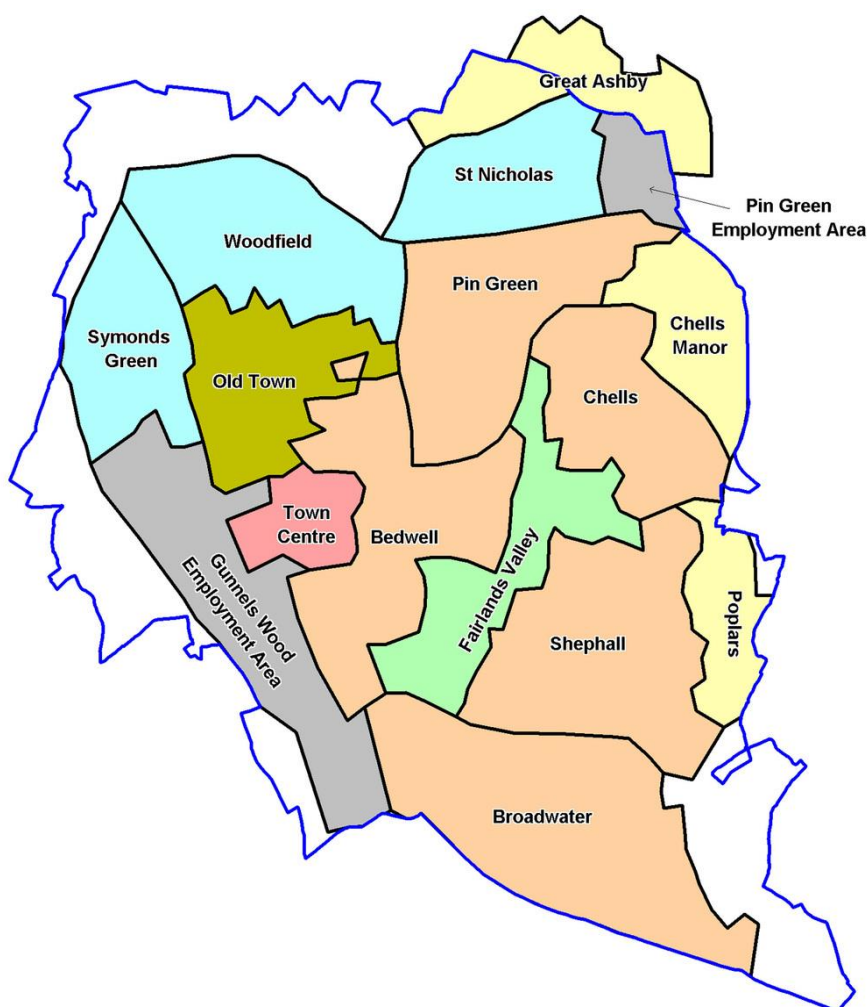 Great Ashby
St Nicholas
Pin Green
Employment Area
Woodfield
Pin Green
Symonds
Green
Chells
Manor
Old Town
Chells
Town
Centre
Bedwell
Gunnels Wood
Employment Area
Fairlands Valley
Poplars
Shephall
Broadwater